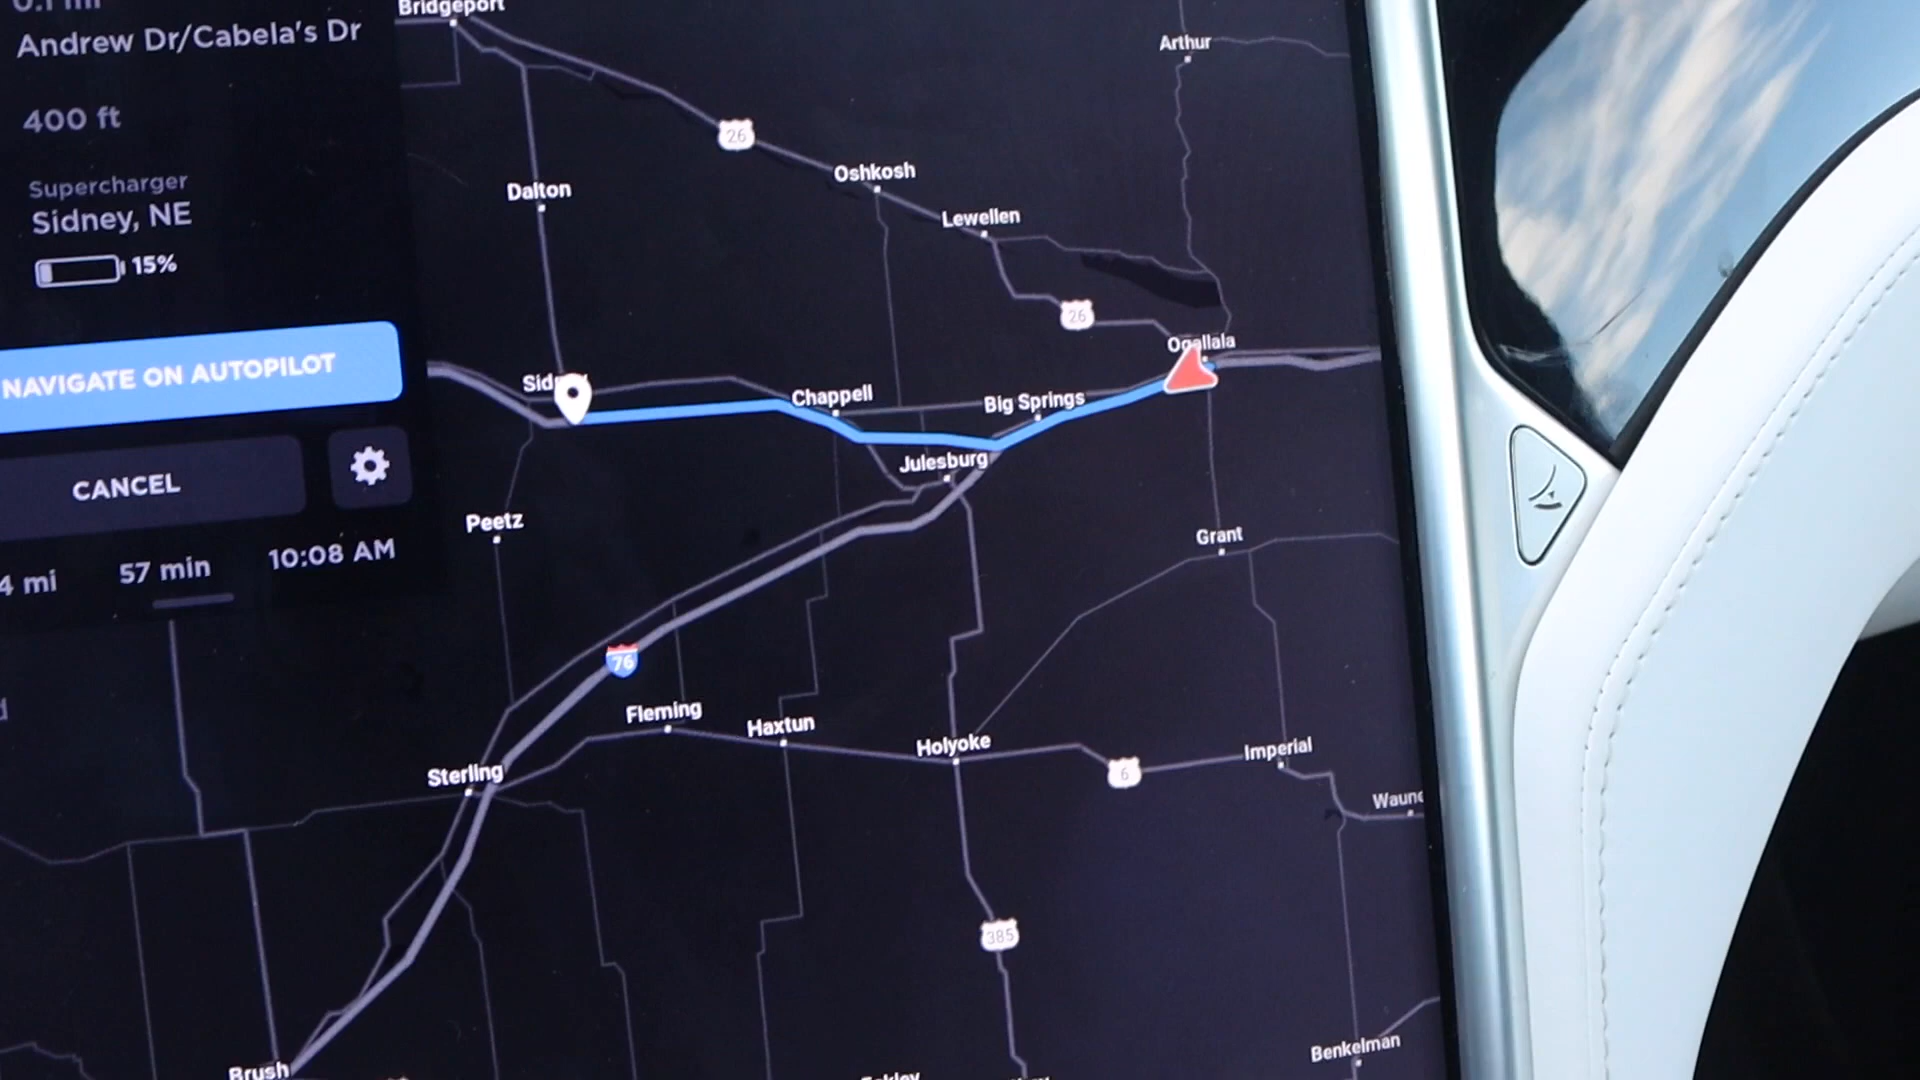 Andrew Dr/Cabela's Dr
400 ft
Supercharger
Sidney, NE
15%
NAVIGATE ON AUTOPILOT
CANCEL
4 mi
57 min
10:08 AM
Bridgeport
Arthur
26
Oshkosh
Dalton
Lewellen
26
Ogallala
Chappell
Big Springs
Julesburg
Peetz
Grant
76
Fleming
Haxtun
Holyoke
Imperial
6
Sterling
385
Benkelman
Brush